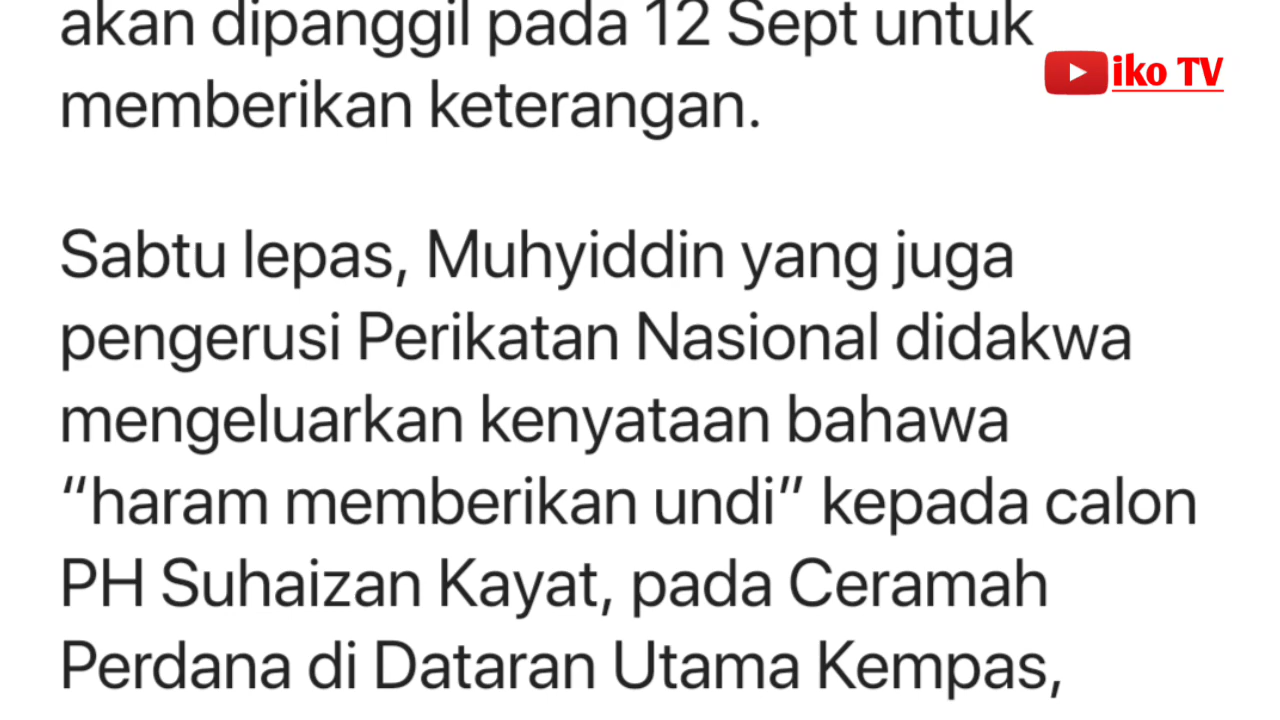 akan dipanggil pada 12 Sept untuk
iko TV
memberikan keterangan.
Sabtu lepas, Muhyiddin yang juga
pengerusi Perikatan Nasional didakwa
mengeluarkan kenyataan bahawa
“haram memberikan undi” kepada calon
PH Suhaizan Kayat, pada Ceramah
Perdana di Dataran Utama Kempas,